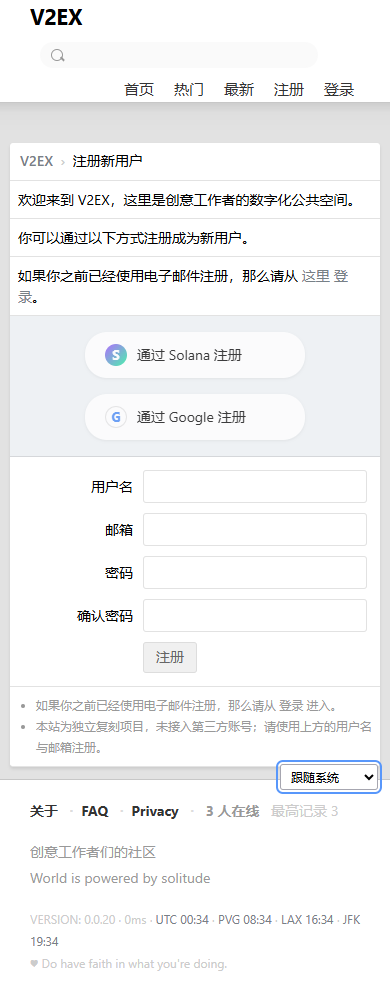 V2EX
首页 热门 最新 注册 登录
V2EX › 注册新用户
欢迎来到 V2EX，这里是创意工作者的数字化公共空间。
你可以通过以下方式注册成为新用户。
如果你之前已经使用电子邮件注册，那么请从 这里 登
录。
S 通过 Solana 注册
G 通过 Google 注册
用户名
邮箱
密码
确认密码
注册
• 如果你之前已经使用电子邮件注册，那么请从 登录 进入。
• 本站为独立复刻项目，未接入第三方账号；请使用上方的用户名
与邮箱注册。
跟随系统
关于 · FAQ · Privacy · 3 人在线 最高记录 3
创意工作者们的社区
World is powered by solitude
VERSION: 0.0.20 · 0ms · UTC 00:34 · PVG 08:34 · LAX 16:34 · JFK
19:34
♥ Do have faith in what you're doing.